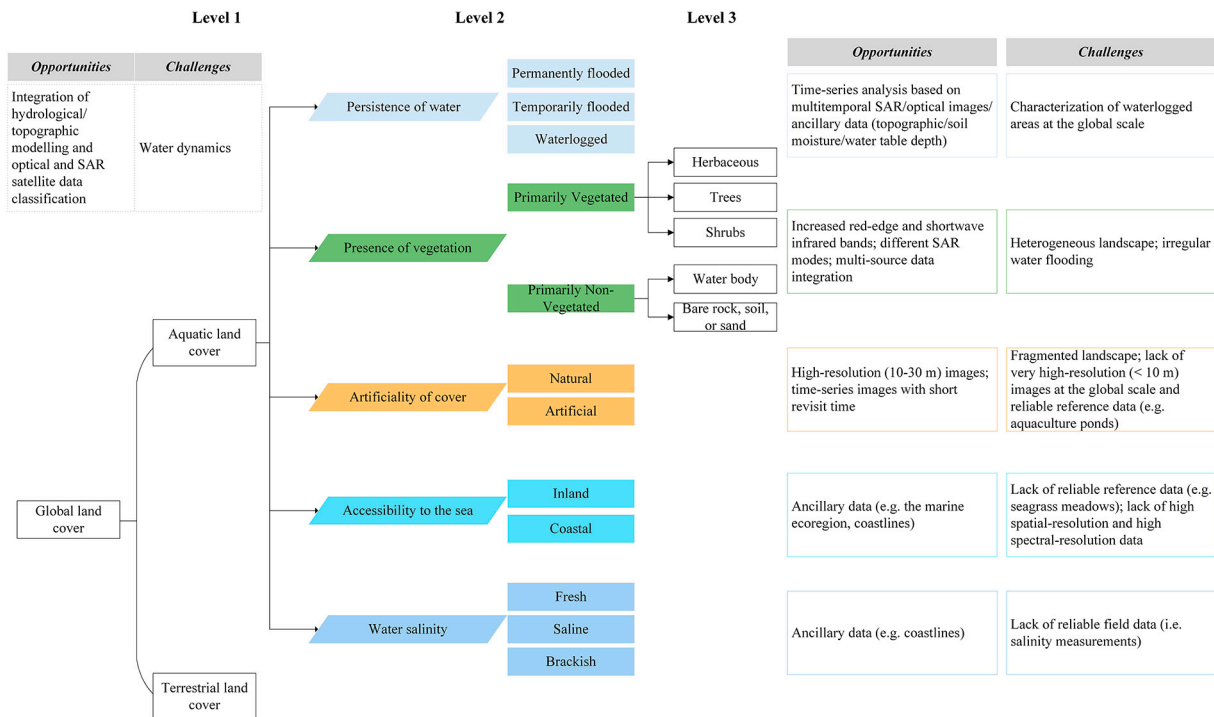 Level 1
Level 2
Level 3
Opportunities
Challenges
Integration of
hydrological/
topographic
modelling and
optical and SAR
satellite data
classification
Water dynamics
Global land
cover
Aquatic land
cover
Terrestrial land
cover
Persistence of water
Permanently flooded
Temporarily flooded
Waterlogged
Presence of vegetation
Primarily Vegetated
Herbaceous
Trees
Shrubs
Primarily Non-
Vegetated
Water body
Bare rock, soil,
or sand
Artificiality of cover
Natural
Artificial
Accessibility to the sea
Inland
Coastal
Water salinity
Fresh
Saline
Brackish
Opportunities
Challenges
Time-series analysis based on
multitemporal SAR/optical images/
ancillary data (topographic/soil
moisture/water table depth)
Characterization of waterlogged
areas at the global scale
Increased red-edge and shortwave
infrared bands; different SAR
modes; multi-source data
integration
Heterogeneous landscape; irregular
water flooding
High-resolution (10-30 m) images;
time-series images with short
revisit time
Fragmented landscape; lack of
very high-resolution (< 10 m)
images at the global scale and
reliable reference data (e.g.
aquaculture ponds)
Ancillary data (e.g. the marine
ecoregion, coastlines)
Lack of reliable reference data (e.g.
seagrass meadows); lack of high
spatial-resolution and high
spectral-resolution data
Ancillary data (e.g. coastlines)
Lack of reliable field data (i.e.
salinity measurements)